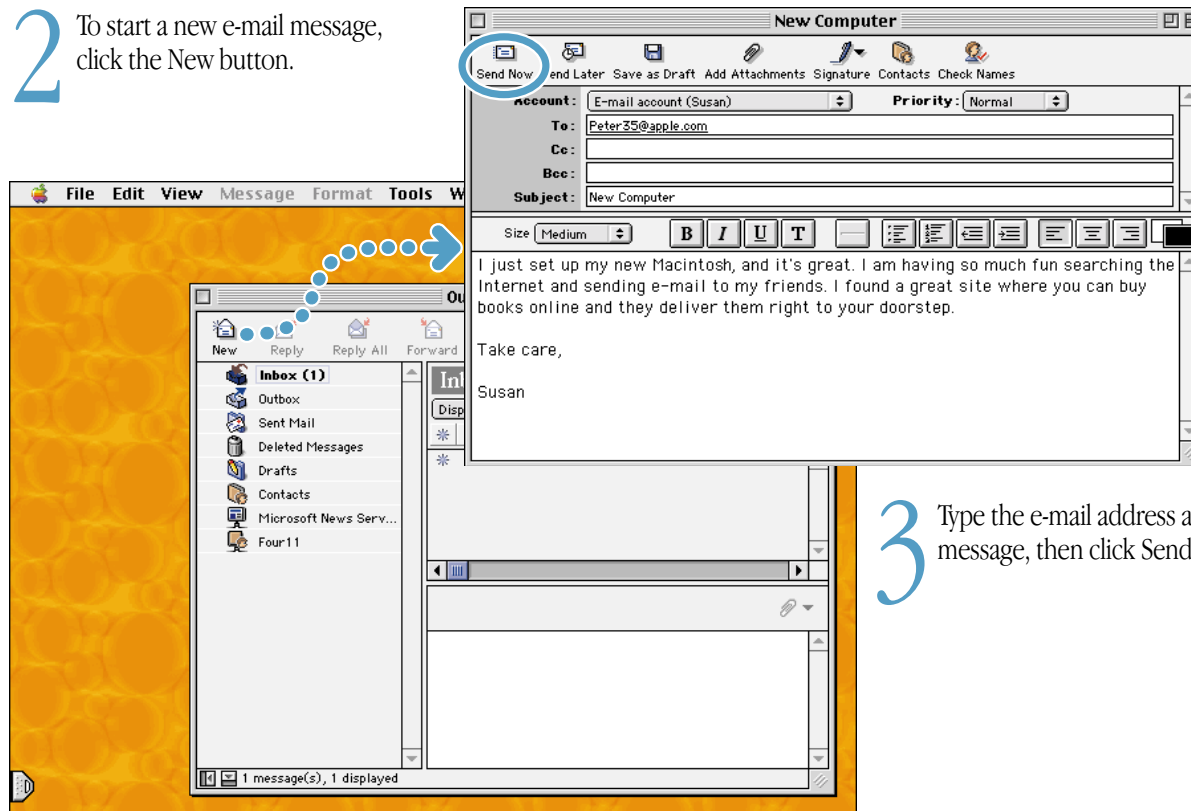 2 To start a new e-mail message,
click the New button.
New Computer
Send Now end Later Save as Draft Add Attachments Signature Contacts Check Names
Account: E-mail account (Susan) Priority: Normal
To: Peter35@apple.com
Cc:
Bcc:
Subject: New Computer
Size Medium B I U T
I just set up my new Macintosh, and it's great. I am having so much fun searching the
Internet and sending e-mail to my friends. I found a great site where you can buy
books online and they deliver them right to your doorstep.
Take care,
Susan
File Edit View Message Format Tools W
Ou
New Reply Reply All Forward
Inbox (1)
Outbox
Sent Mail
Deleted Messages
Drafts
Contacts
Microsoft News Serv...
Four11
Inb
Disp
1 message(s), 1 displayed
3 Type the e-mail address a
message, then click Send